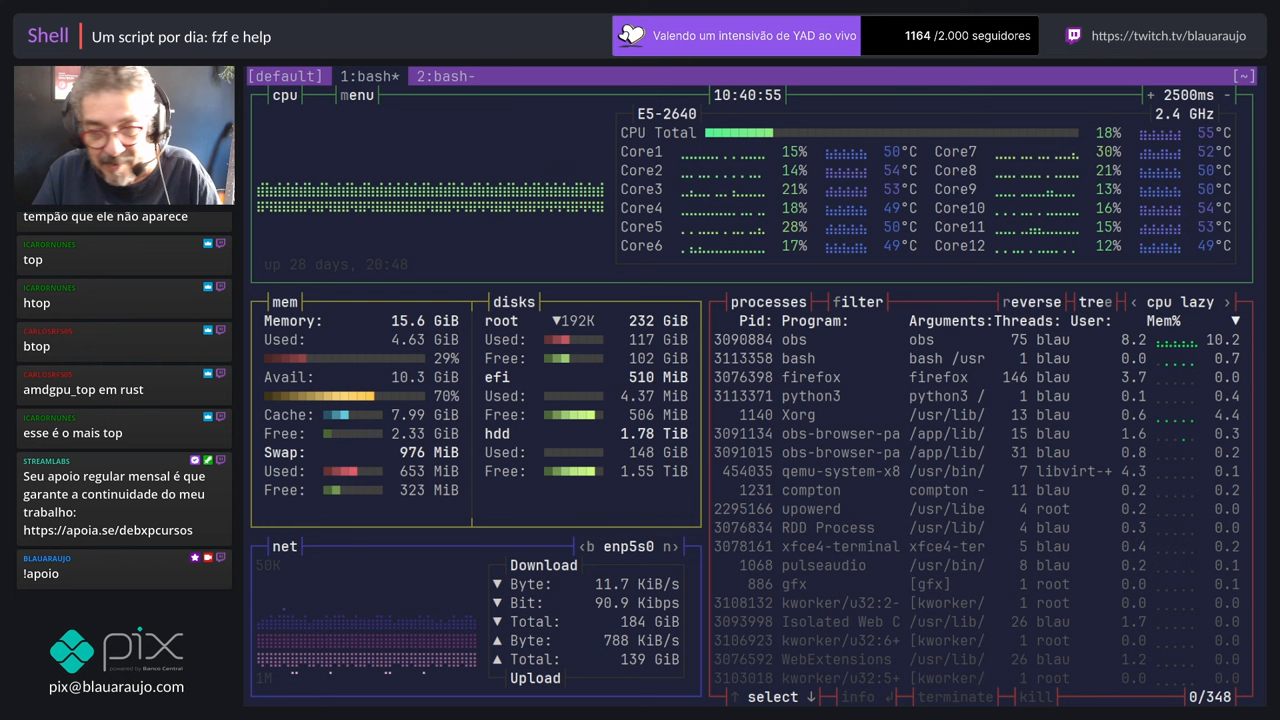 Shell
Um script por dia: fzf e help
Valendo um intensivão de YAD ao vivo
1164 /2.000 seguidores
https://twitch.tv/blauaraujo
tempão que ele não aparece
ICARORNUNES
top
ICARORNUNES
htop
CARLOSRFS05
btop
CARLOSRFS05
amdgpu_top em rust
ICARORNUNES
esse é o mais top
STREAMLABS
Seu apoio regular mensal é que
garante a continuidade do meu
trabalho:
https://apoia.se/debxpcursos
BLAUARAUJO
!apoio
pix
powered by Banco Central
pix@blauaraujo.com
[default] 1:bash* 2:bash- [~]
cpu menu 10:40:55 + 2500ms -
E5-2640 2.4 GHz
CPU Total 18% 55°C
Core1 15% 50°C Core7 30% 52°C
Core2 14% 54°C Core8 21% 50°C
Core3 21% 53°C Core9 13% 50°C
Core4 18% 49°C Core10 16% 54°C
Core5 28% 50°C Core11 15% 53°C
Core6 17% 49°C Core12 12% 49°C
up 28 days, 20:48
mem disks
Memory: 15.6 GiB root ▼192K 232 GiB
Used: 4.63 GiB Used: 117 GiB
29% Free: 102 GiB
Avail: 10.3 GiB efi 510 MiB
70% Used: 4.37 MiB
Cache: 7.99 GiB Free: 506 MiB
Free: 2.33 GiB hdd 1.78 TiB
Swap: 976 MiB Used: 148 GiB
Used: 653 MiB Free: 1.55 TiB
Free: 323 MiB
net <b enp5s0 n>
50K Download
▼ Byte: 11.7 KiB/s
▼ Bit: 90.9 Kibps
▼ Total: 184 GiB
▲ Byte: 788 KiB/s
▲ Total: 139 GiB
1M Upload
processes filter reverse tree ‹ cpu lazy ›
Pid: Program: Arguments:Threads: User: Mem% ▼
3090884 obs obs 75 blau 8.2 10.2
3113358 bash bash /usr 1 blau 0.0 0.7
3076398 firefox firefox 146 blau 3.7 0.0
3113371 python3 python3 / 1 blau 0.1 0.4
1140 Xorg /usr/lib/ 13 blau 0.6 4.4
3091134 obs-browser-pa /app/lib/ 15 blau 1.6 0.3
3091015 obs-browser-pa /app/lib/ 31 blau 0.8 0.2
454035 qemu-system-x8 /usr/bin/ 7 libvirt-+ 4.3 0.1
1231 compton compton - 11 blau 0.2 0.2
2295166 upowerd /usr/libe 4 root 0.0 0.2
3076834 RDD Process /usr/lib/ 3 blau 0.3 0.2
3078161 xfce4-terminal xfce4-ter 5 blau 0.4 0.2
1068 pulseaudio /usr/bin/ 8 blau 0.2 0.1
886 gfx [gfx] 1 root 0.0 0.1
3108132 kworker/u32:2- [kworker/ 1 root 0.0 0.0
3093998 Isolated Web C /usr/lib/ 26 blau 1.7 0.0
3106923 kworker/u32:6+ [kworker/ 1 root 0.0 0.0
3076592 WebExtensions /usr/lib/ 26 blau 1.2 0.0
3103018 kworker/u32:5+ [kworker/ 1 root 0.0 0.0
↑ select ↓ info ↲ terminate kill 0/348